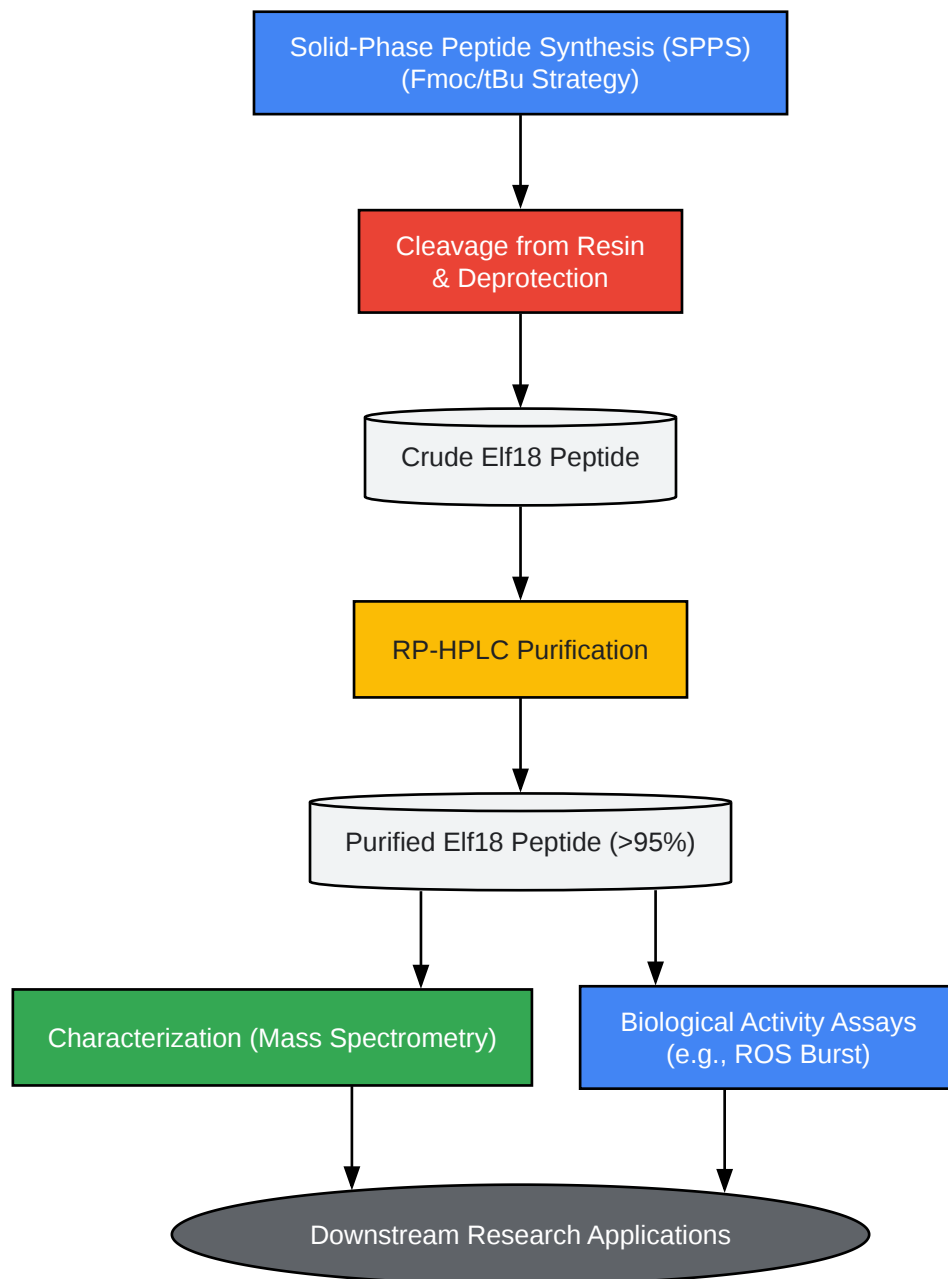 Solid-Phase Peptide Synthesis (SPPS)
(Fmoc/tBu Strategy)
Cleavage from Resin
& Deprotection
Crude Elf18 Peptide
RP-HPLC Purification
Purified Elf18 Peptide (>95%)
Characterization (Mass Spectrometry)
Biological Activity Assays
(e.g., ROS Burst)
Downstream Research Applications